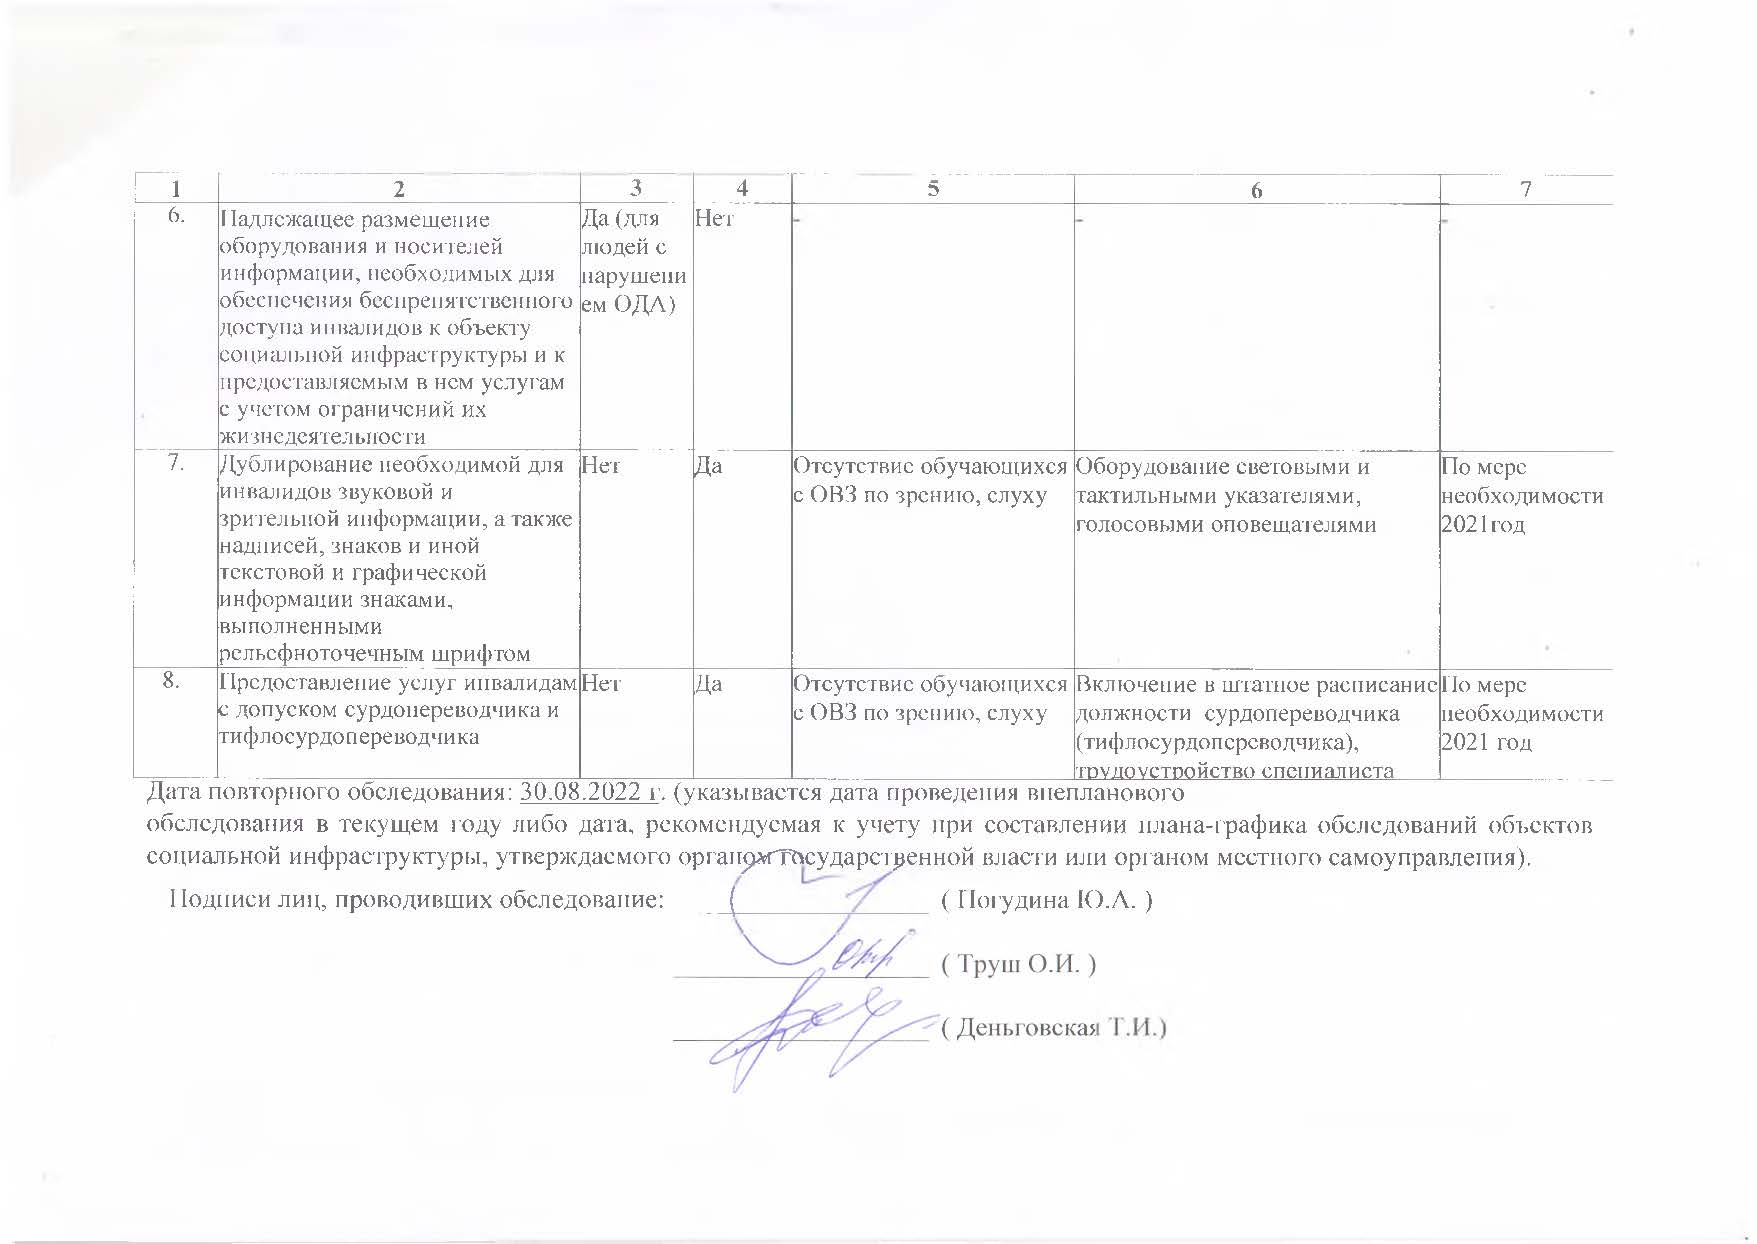 1 2 3 4 5 6 7
6.
Надлежащее размещение
оборудования и носителей
информации, необходимых для
обеспечения беспрепятственного
доступа инвалидов к объекту
социальной инфраструктуры и к
предоставляемым в нем услугам
с учетом ограничений их
жизнедеятельности
Да (для
людей с
нарушени
ем ОДА)
Нет
-
-
-
7.
Дублирование необходимой для
инвалидов звуковой и
зрительной информации, а также
надписей, знаков и иной
текстовой и графической
информации знаками,
выполненными
рельефноточечным шрифтом
Нет
Да
Отсутствие обучающихся
с ОВЗ по зрению, слуху
Оборудование световыми и
тактильными указателями,
голосовыми оповещателями
По мере
необходимости
2021год
8.
Предоставление услуг инвалидам
с допуском сурдопереводчика и
тифлосурдопереводчика
Нет
Да
Отсутствие обучающихся
с ОВЗ по зрению, слуху
Включение в штатное расписание
должности сурдопереводчика
(тифлосурдопереводчика),
трудоустройство специалиста
По мере
необходимости
2021 год
Дата повторного обследования: 30.08.2022 г. (указывается дата проведения внепланового
обследования в текущем году либо дата, рекомендуемая к учету при составлении плана-графика обследований объектов
социальной инфраструктуры, утверждаемого органом государственной власти или органом местного самоуправления).
Подписи лиц, проводивших обследование: ( Погудина Ю.А. )
( Труш О.И. )
( Деньговская Т.И.)